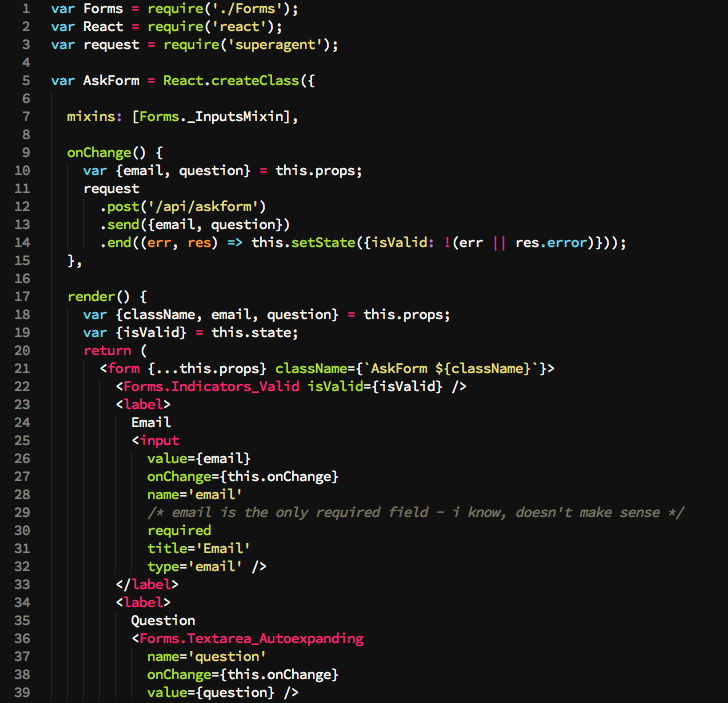 1 var Forms = require('./Forms');
2 var React = require('react');
3 var request = require('superagent');
4
5 var AskForm = React.createClass({
6
7   mixins: [Forms._InputsMixin],
8
9   onChange() {
10     var {email, question} = this.props;
11     request
12       .post('/api/askform')
13       .send({email, question})
14       .end((err, res) => this.setState({isValid: !(err || res.error)}));
15   },
16
17   render() {
18     var {className, email, question} = this.props;
19     var {isValid} = this.state;
20     return (
21       <form {...this.props} className={`AskForm ${className}`}>
22         <Forms.Indicators_Valid isValid={isValid} />
23         <label>
24           Email
25           <input
26             value={email}
27             onChange={this.onChange}
28             name='email'
29             /* email is the only required field - i know, doesn't make sense */
30             required
31             title='Email'
32             type='email' />
33         </label>
34         <label>
35           Question
36           <Forms.Textarea_Autoexpanding
37             name='question'
38             onChange={this.onChange}
39             value={question} />